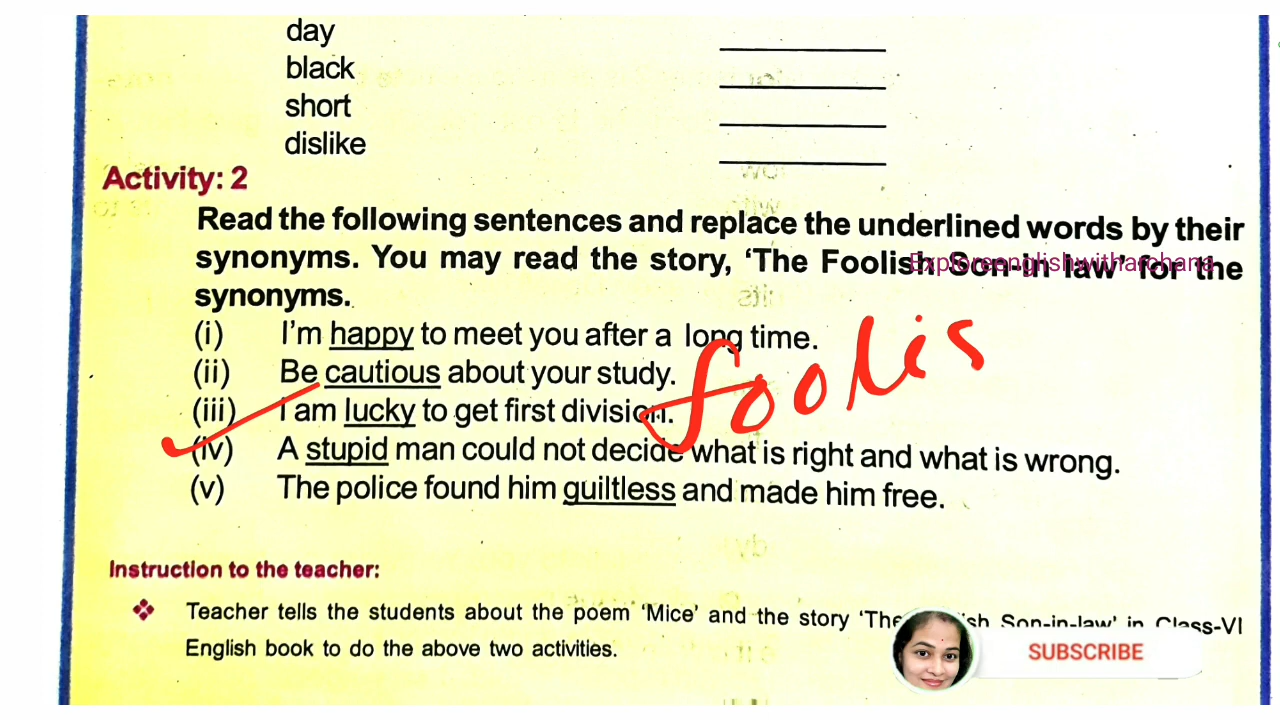 day
black
short
dislike
Activity: 2
Read the following sentences and replace the underlined words by their
synonyms. You may read the story, 'The Foolish Son-in law' for the
Exploreenglishwitharchana
synonyms.
(i) I'm happy to meet you after a long time.
(ii) Be cautious about your study.
foolis
(iii) I am lucky to get first division.
(iv) A stupid man could not decide what is right and what is wrong.
(v) The police found him guiltless and made him free.
Instruction to the teacher:
Teacher tells the students about the poem 'Mice' and the story 'The sh Son-in-law' in Class-VI
English book to do the above two activities.
SUBSCRIBE